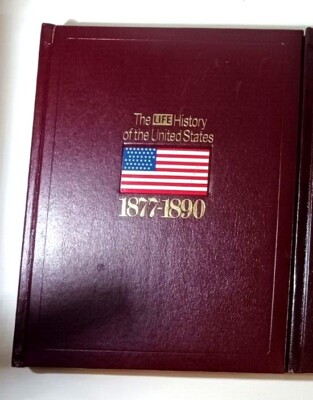 The LIFE History
of the United States
1877-1890